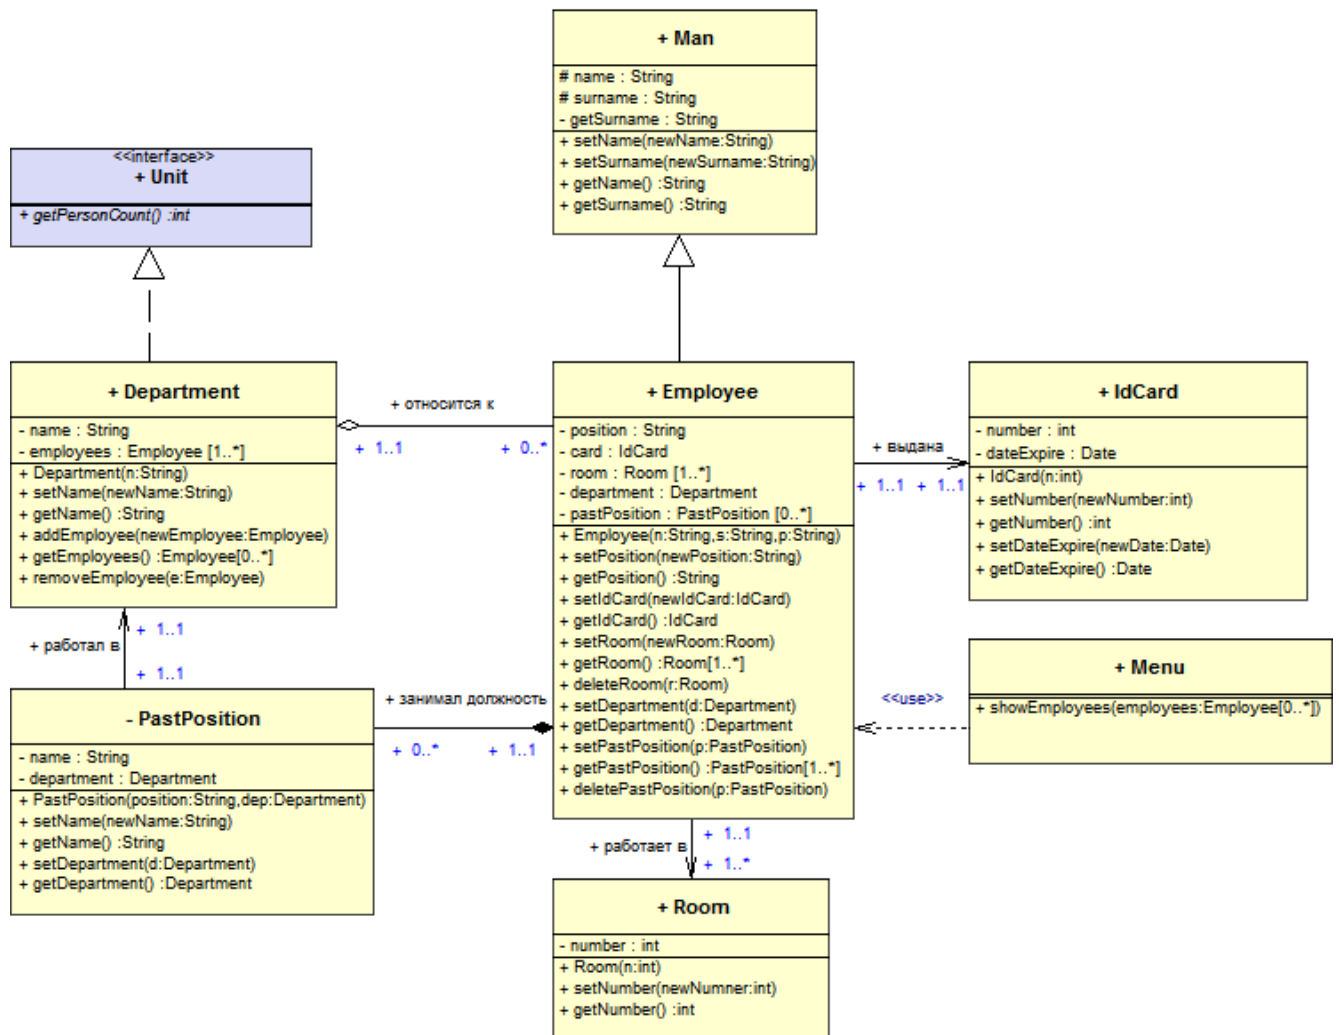 + Man
# name : String
# surname : String
- getSurname : String
+ setName(newName:String)
+ setSurname(newSurname:String)
+ getName() :String
+ getSurname() :String
<<interface>>
+ Unit
+ getPersonCount() :int
+ Department
- name : String
- employees : Employee [1..*]
+ Department(n:String)
+ setName(newName:String)
+ getName() :String
+ addEmployee(newEmployee:Employee)
+ getEmployees() :Employee[0..*]
+ removeEmployee(e:Employee)
+ относится к
+ 1..1
+ 0..*
+ Employee
- position : String
- card : IdCard
- room : Room [1..*]
- department : Department
- pastPosition : PastPosition [0..*]
+ Employee(n:String,s:String,p:String)
+ setPosition(newPosition:String)
+ getPosition() :String
+ setIdCard(newIdCard:IdCard)
+ getIdCard() :IdCard
+ setRoom(newRoom:Room)
+ getRoom() :Room[1..*]
+ deleteRoom(r:Room)
+ setDepartment(d:Department)
+ getDepartment() :Department
+ setPastPosition(p:PastPosition)
+ getPastPosition() :PastPosition[1..*]
+ deletePastPosition(p:PastPosition)
+ выдана
+ 1..1 + 1..1
+ IdCard
- number : int
- dateExpire : Date
+ IdCard(n:int)
+ setNumber(newNumber:int)
+ getNumber() :int
+ setDateExpire(newDate:Date)
+ getDateExpire() :Date
+ 1..1
+ работал в
+ 1..1
+ занимал должность
+ 0..*
+ 1..1
<<use>>
+ Menu
+ showEmployees(employees:Employee[0..*])
- PastPosition
- name : String
- department : Department
+ PastPosition(position:String,dep:Department)
+ setName(newName:String)
+ getName() :String
+ setDepartment(d:Department)
+ getDepartment() :Department
+ 1..1
+ работает в
+ 1..*
+ Room
- number : int
+ Room(n:int)
+ setNumber(newNumner:int)
+ getNumber() :int